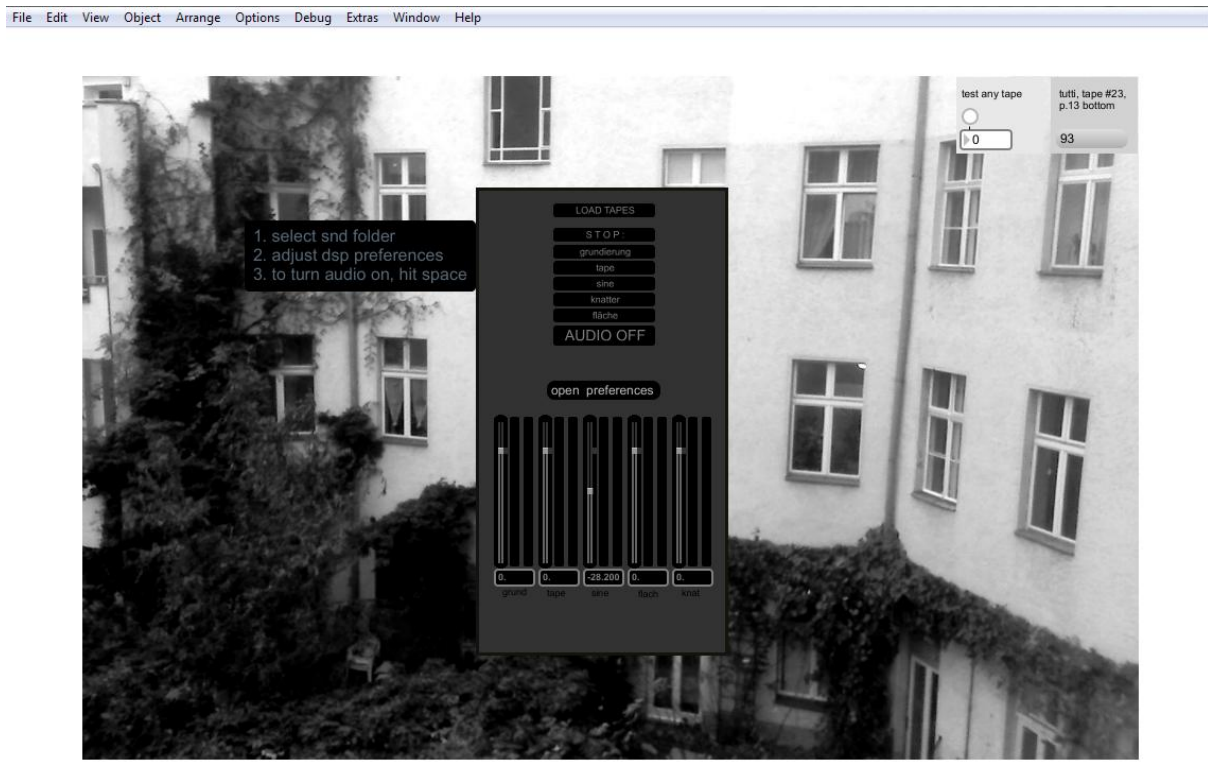 File Edit View Object Arrange Options Debug Extras Window Help
test any tape
0
tutti, tape #23,
p.13 bottom
93
1. select snd folder
2. adjust dsp preferences
3. to turn audio on, hit space
LOAD TAPES
S T O P :
grundierung
tape
sine
knatter
fläche
AUDIO OFF
open preferences
0. 0. -28.200 0. 0.
grund tape sine flach knat